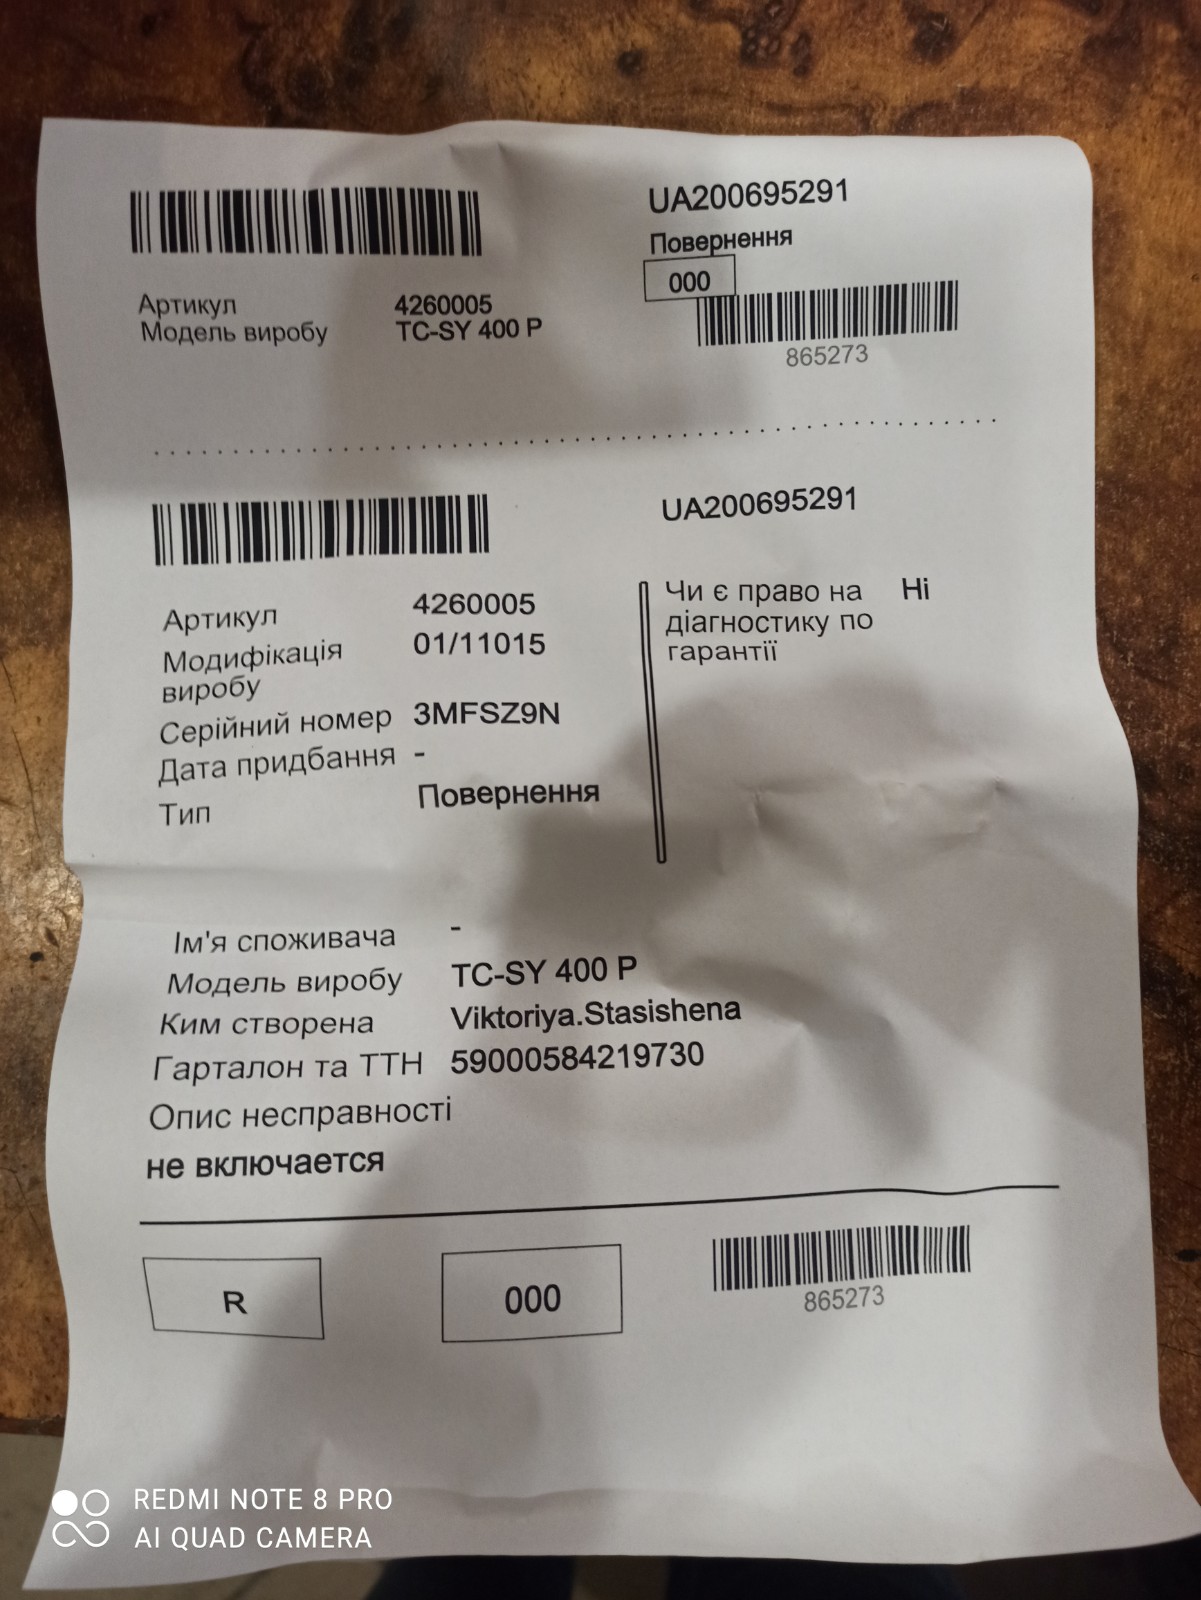 UA200695291
Повернення
000
Артикул 4260005
Модель виробу TC-SY 400 P
865273
UA200695291
Артикул 4260005
Модифікація виробу 01/11015
Серійний номер 3MFSZ9N
Дата придбання -
Тип Повернення
Чи є право на Ні
діагностику по
гарантії
Ім'я споживача -
Модель виробу TC-SY 400 P
Ким створена Viktoriya.Stasishena
Гарталон та ТТН 59000584219730
Опис несправності
не включается
R 000
865273
REDMI NOTE 8 PRO
AI QUAD CAMERA